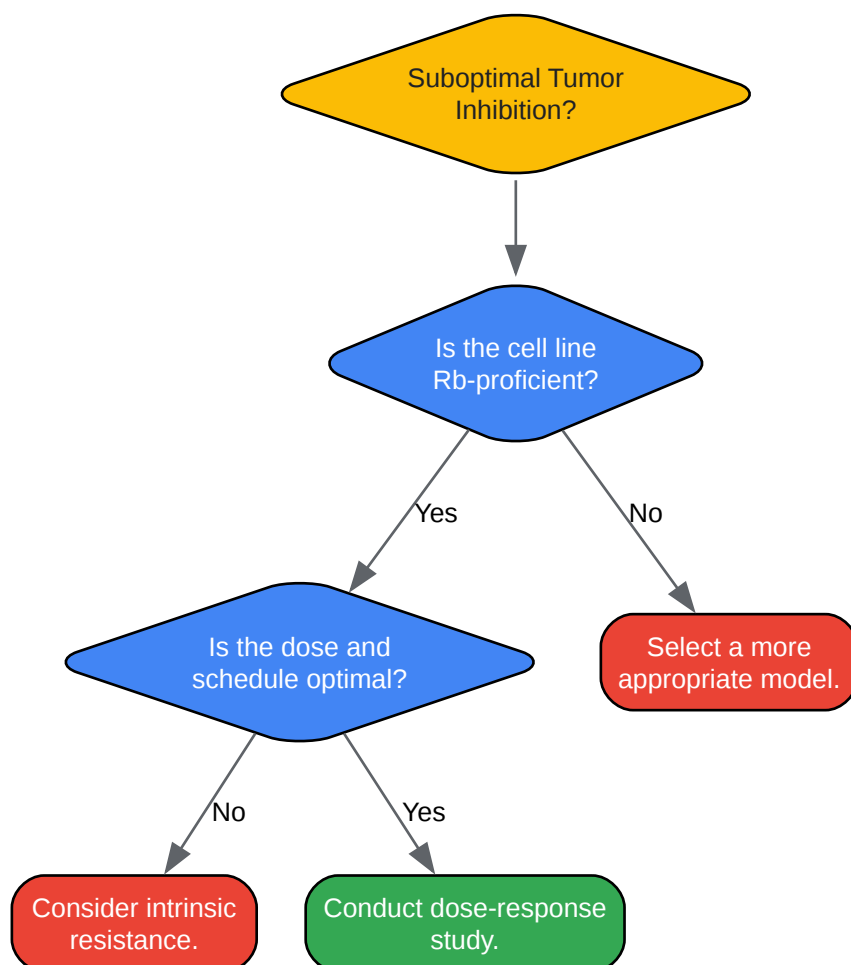 Suboptimal Tumor
Inhibition?
Is the cell line
Rb-proficient?
Yes
No
Is the dose and
schedule optimal?
Select a more
appropriate model.
No
Yes
Consider intrinsic
resistance.
Conduct dose-response
study.